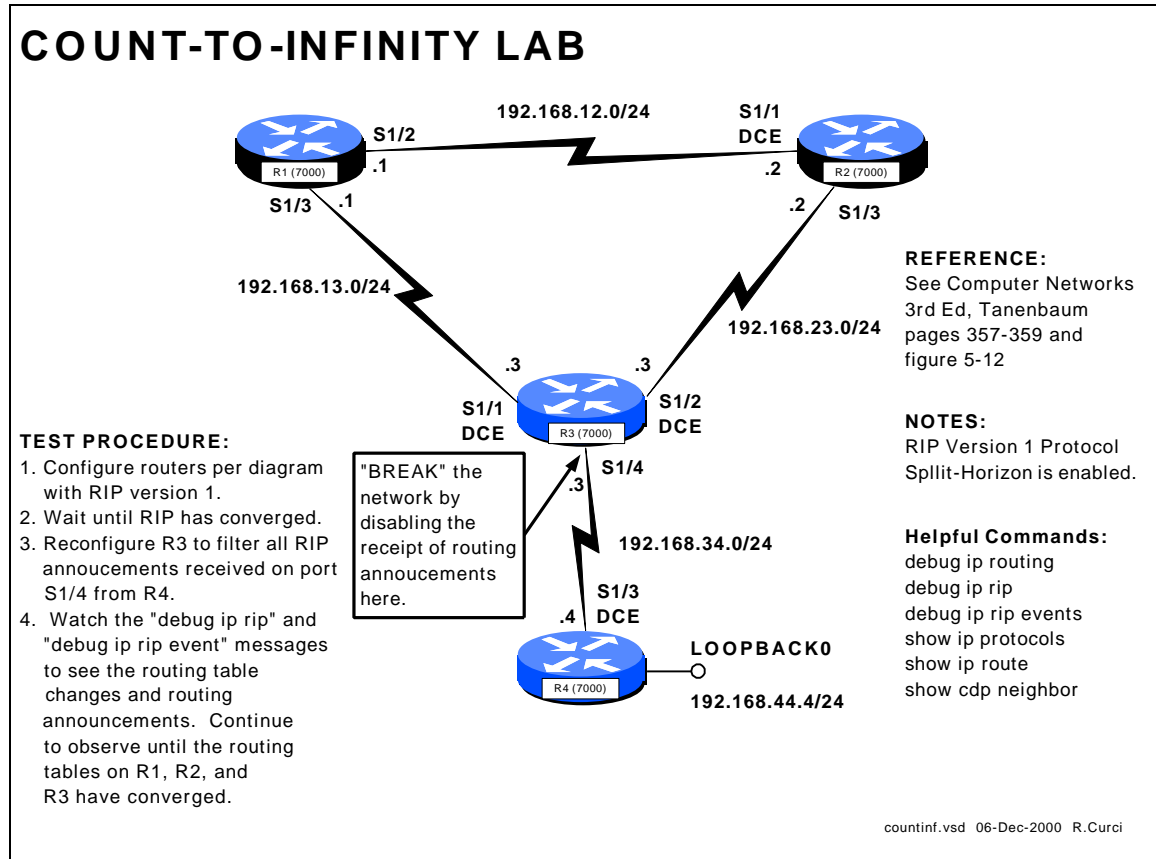 COUNT-TO-INFINITY LAB
192.168.12.0/24
S1/1
DCE
S1/2
.1
R1 (7000)
.2
R2 (7000)
S1/3
.1
.2
S1/3
192.168.13.0/24
192.168.23.0/24
REFERENCE:
See Computer Networks
3rd Ed, Tanenbaum
pages 357-359 and
figure 5-12
.3
.3
S1/1
DCE
S1/2
DCE
R3 (7000)
S1/4
.3
NOTES:
RIP Version 1 Protocol
Spllit-Horizon is enabled.
TEST PROCEDURE:
1. Configure routers per diagram
with RIP version 1.
2. Wait until RIP has converged.
3. Reconfigure R3 to filter all RIP
annoucements received on port
S1/4 from R4.
4. Watch the "debug ip rip" and
"debug ip rip event" messages
to see the routing table
changes and routing
announcements. Continue
to observe until the routing
tables on R1, R2, and
R3 have converged.
"BREAK" the
network by
disabling the
receipt of routing
annoucements
here.
192.168.34.0/24
S1/3
DCE
.4
R4 (7000)
LOOPBACK0
192.168.44.4/24
Helpful Commands:
debug ip routing
debug ip rip
debug ip rip events
show ip protocols
show ip route
show cdp neighbor
countinf.vsd 06-Dec-2000 R.Curci